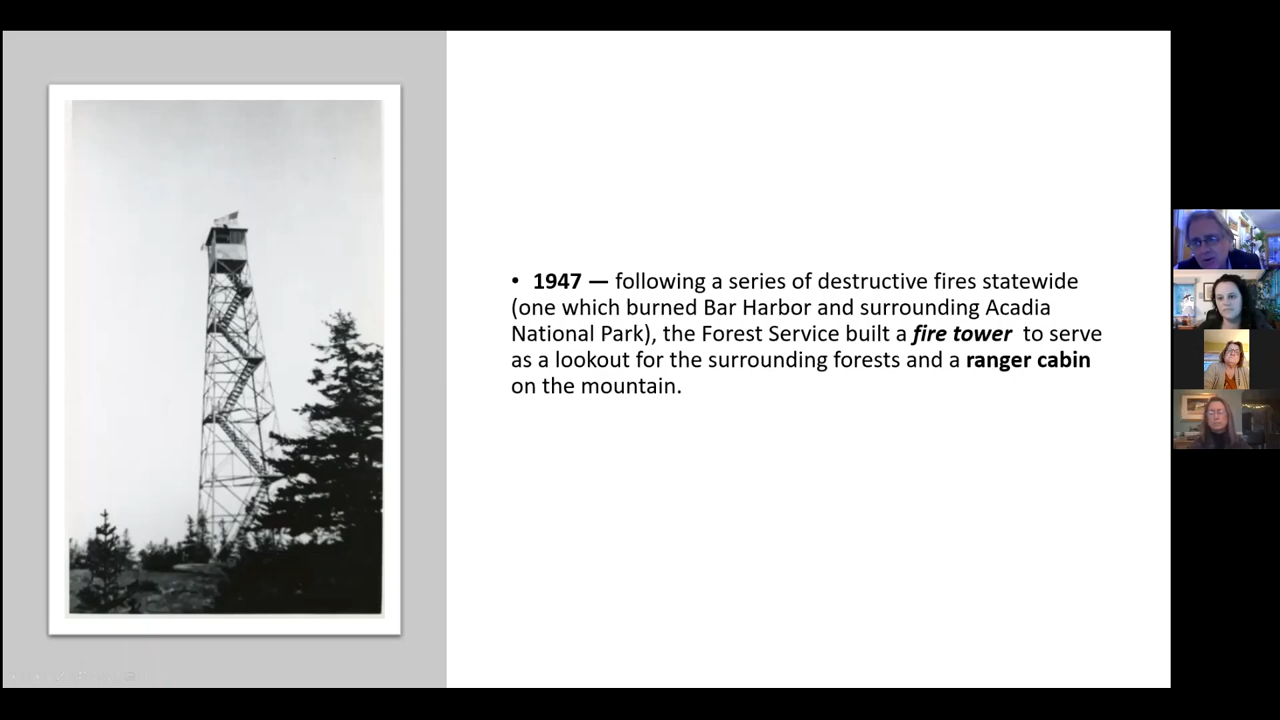 • 1947 — following a series of destructive fires statewide
(one which burned Bar Harbor and surrounding Acadia
National Park), the Forest Service built a fire tower to serve
as a lookout for the surrounding forests and a ranger cabin
on the mountain.